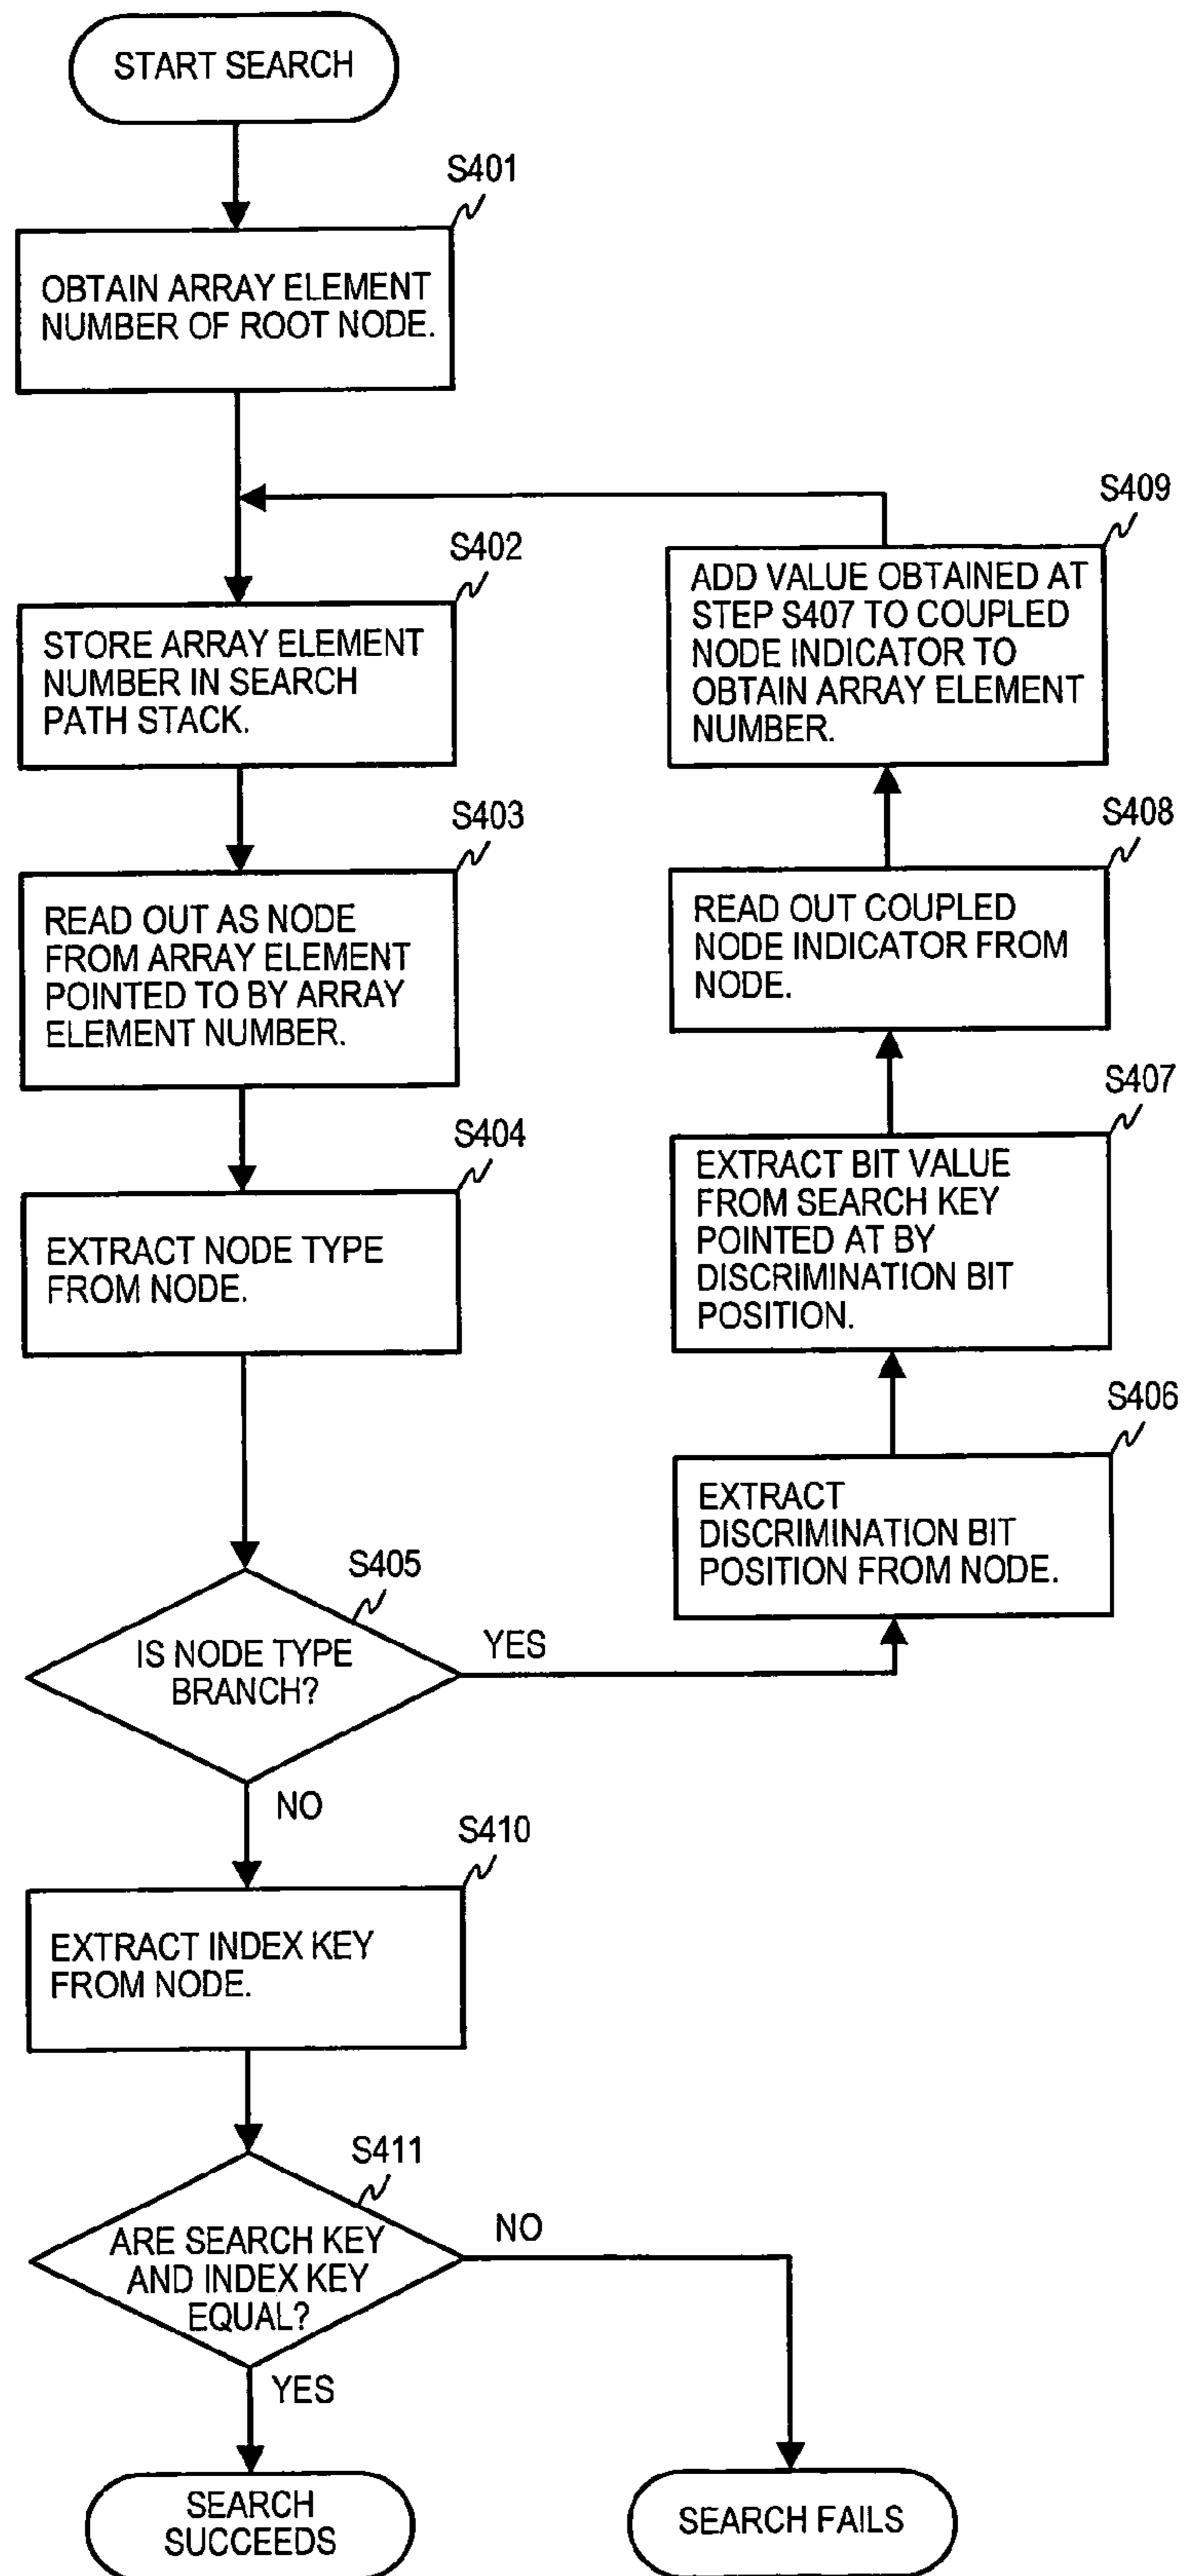 START SEARCH
S401
OBTAIN ARRAY ELEMENT
NUMBER OF ROOT NODE.
S402
STORE ARRAY ELEMENT
NUMBER IN SEARCH
PATH STACK.
S403
READ OUT AS NODE
FROM ARRAY ELEMENT
POINTED TO BY ARRAY
ELEMENT NUMBER.
S404
EXTRACT NODE TYPE
FROM NODE.
S405
IS NODE TYPE
BRANCH?
YES
NO
S406
EXTRACT
DISCRIMINATION BIT
POSITION FROM NODE.
S407
EXTRACT BIT VALUE
FROM SEARCH KEY
POINTED AT BY
DISCRIMINATION BIT
POSITION.
S408
READ OUT COUPLED
NODE INDICATOR FROM
NODE.
S409
ADD VALUE OBTAINED AT
STEP S407 TO COUPLED
NODE INDICATOR TO
OBTAIN ARRAY ELEMENT
NUMBER.
S410
EXTRACT INDEX KEY
FROM NODE.
S411
ARE SEARCH KEY
AND INDEX KEY
EQUAL?
NO
YES
SEARCH
SUCCEEDS
SEARCH FAILS